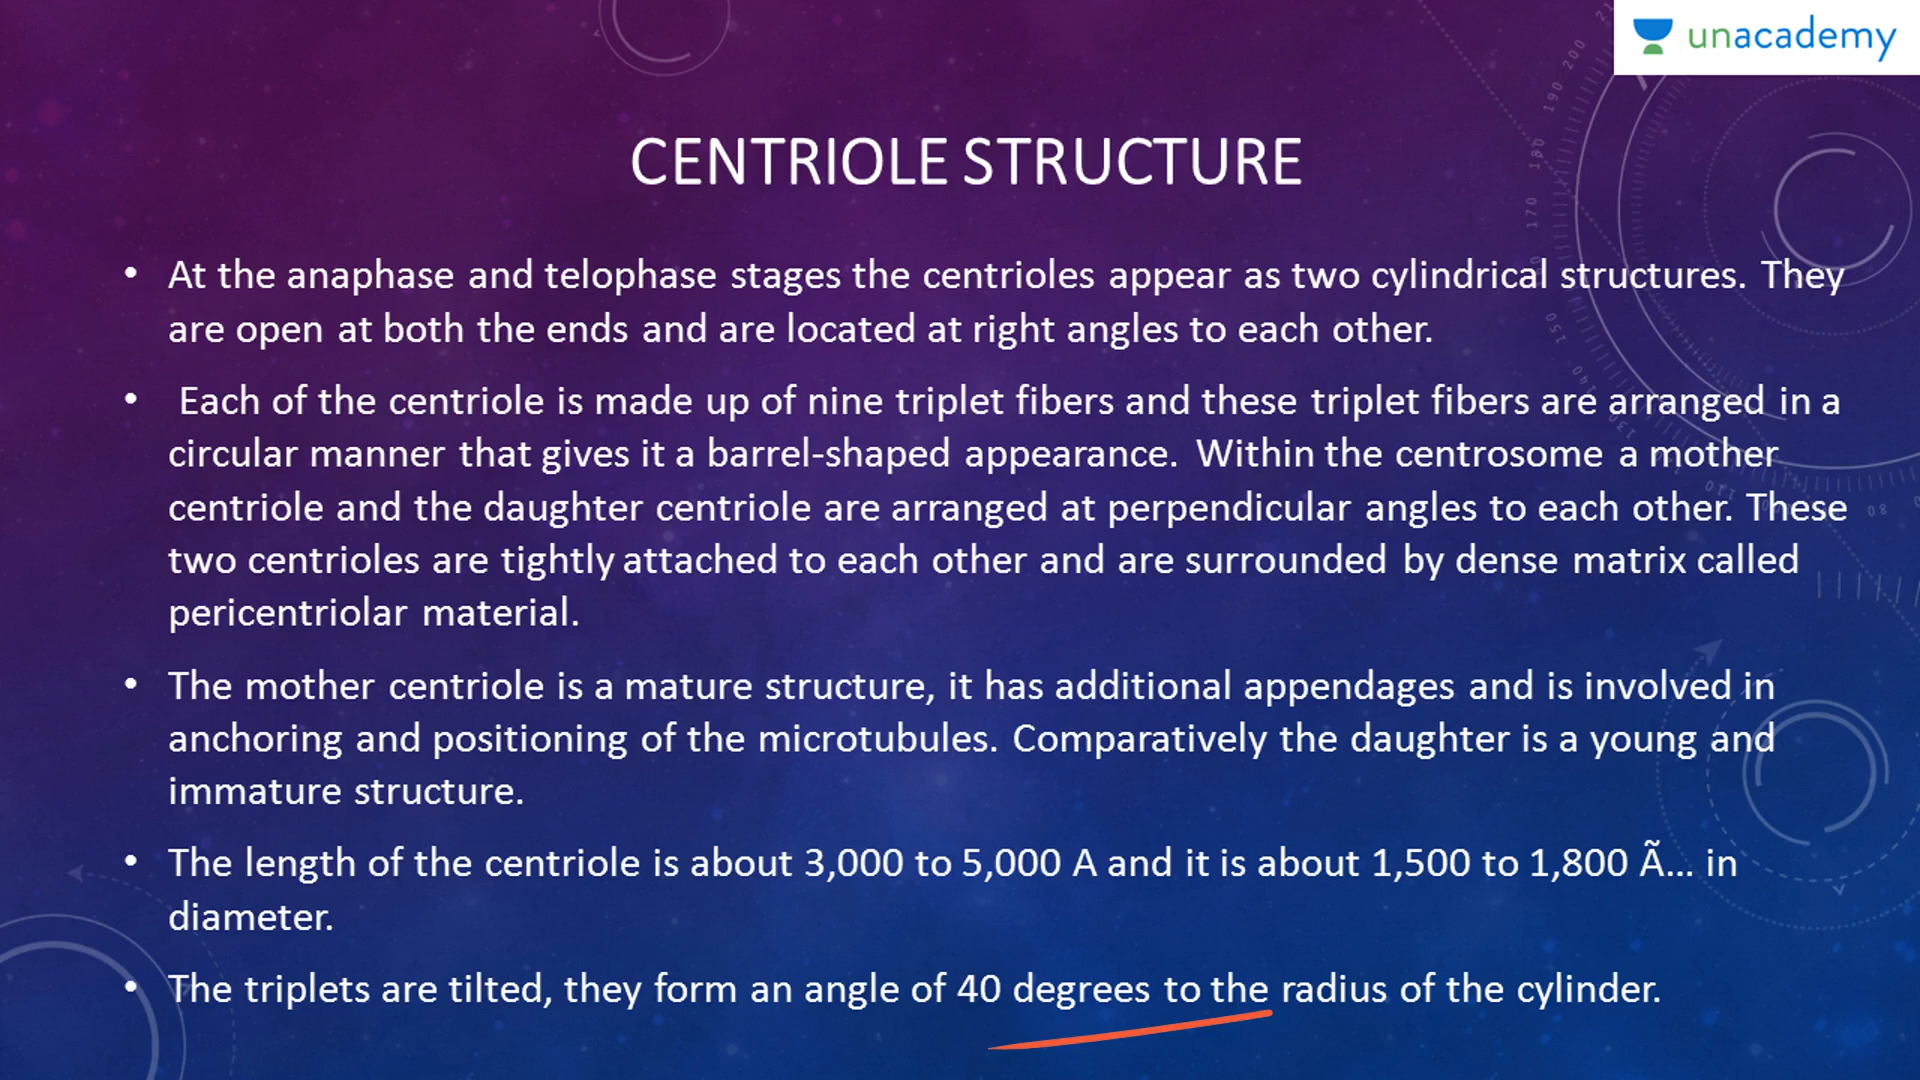 unacademy
CENTRIOLE STRUCTURE
• At the anaphase and telophase stages the centrioles appear as two cylindrical structures. They
are open at both the ends and are located at right angles to each other.
• Each of the centriole is made up of nine triplet fibers and these triplet fibers are arranged in a
circular manner that gives it a barrel-shaped appearance. Within the centrosome a mother
centriole and the daughter centriole are arranged at perpendicular angles to each other. These
two centrioles are tightly attached to each other and are surrounded by dense matrix called
pericentriolar material.
• The mother centriole is a mature structure, it has additional appendages and is involved in
anchoring and positioning of the microtubules. Comparatively the daughter is a young and
immature structure.
• The length of the centriole is about 3,000 to 5,000 A and it is about 1,500 to 1,800 Ã… in
diameter.
• The triplets are tilted, they form an angle of 40 degrees to the radius of the cylinder.